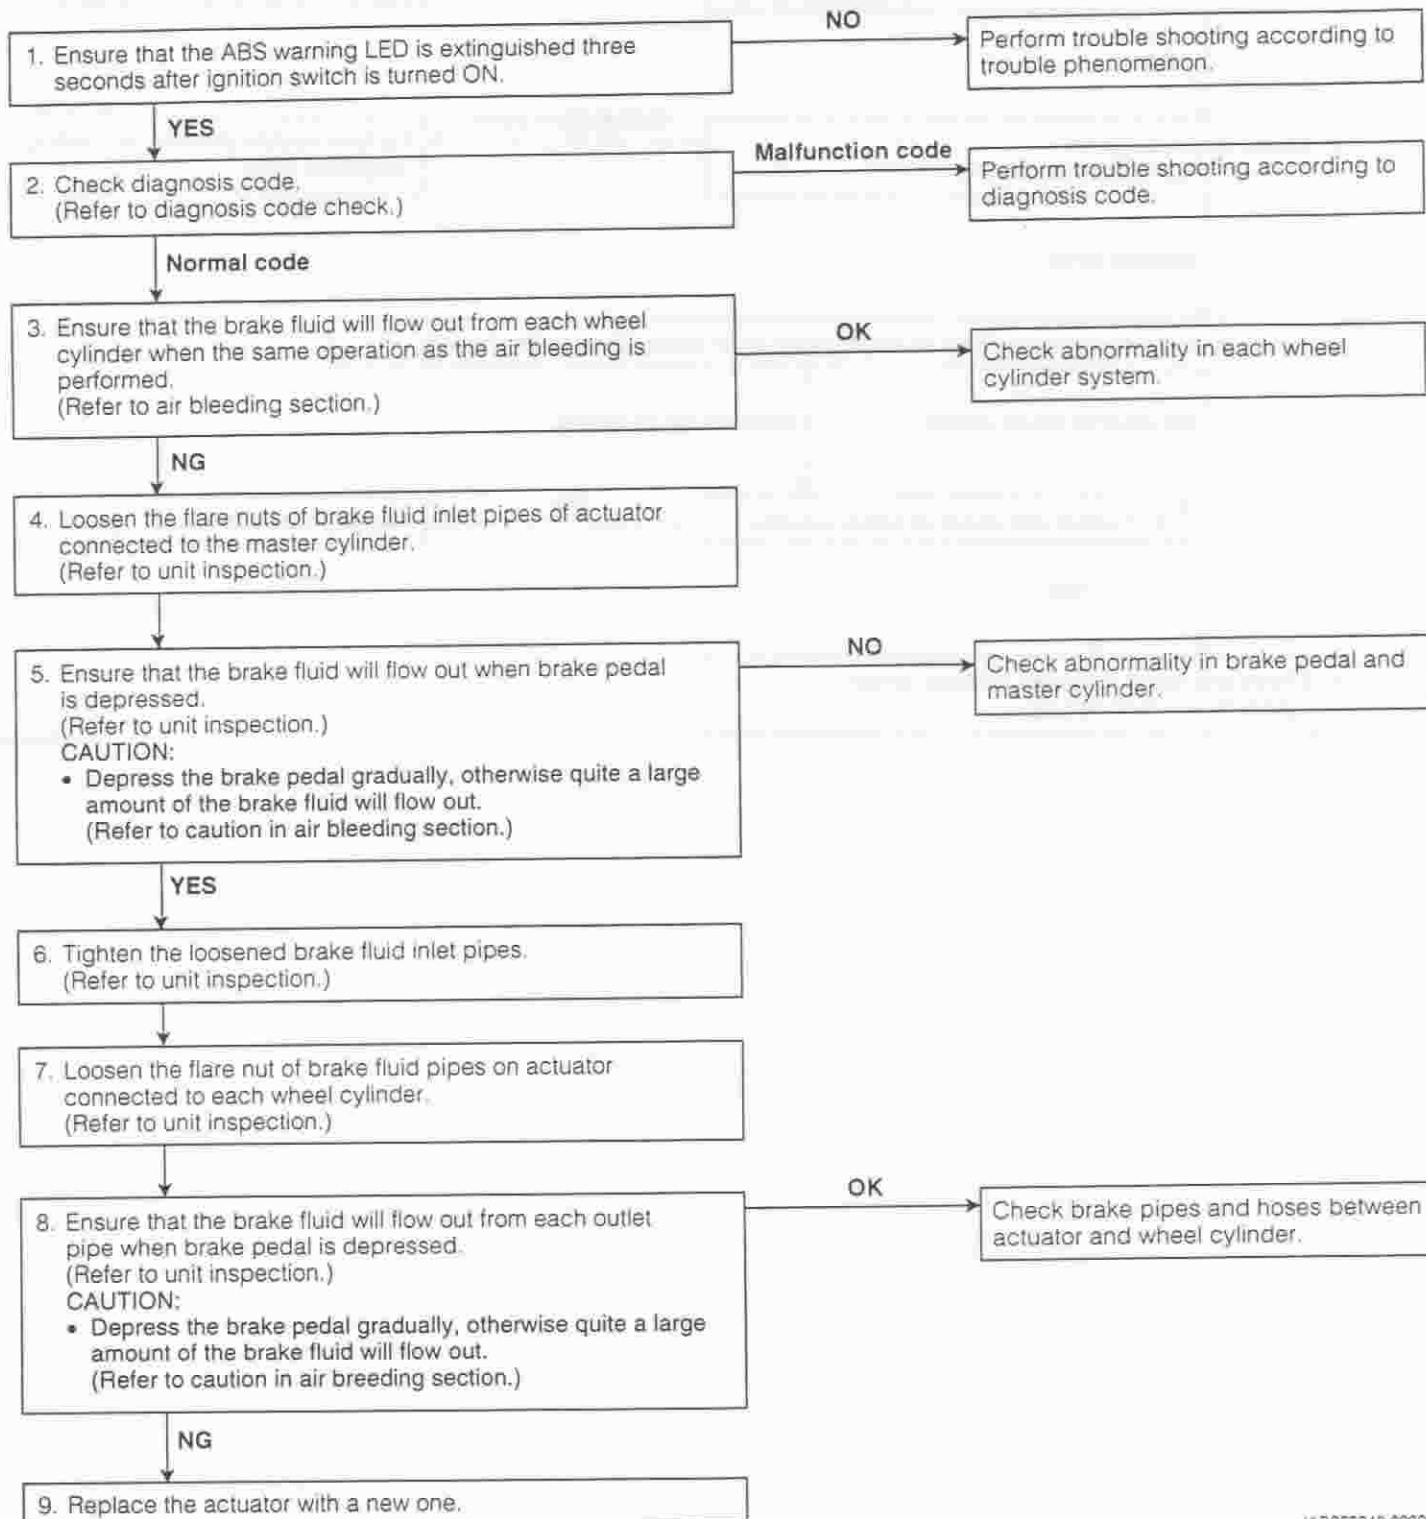 NO
1. Ensure that the ABS warning LED is extinguished three
seconds after ignition switch is turned ON.
Perform trouble shooting according to
trouble phenomenon.
YES
Malfunction code
2. Check diagnosis code.
(Refer to diagnosis code check.)
Perform trouble shooting according to
diagnosis code.
Normal code
3. Ensure that the brake fluid will flow out from each wheel
cylinder when the same operation as the air bleeding is
performed.
(Refer to air bleeding section.)
OK
Check abnormality in each wheel
cylinder system.
NG
4. Loosen the flare nuts of brake fluid inlet pipes of actuator
connected to the master cylinder.
(Refer to unit inspection.)
5. Ensure that the brake fluid will flow out when brake pedal
is depressed.
(Refer to unit inspection.)
CAUTION:
• Depress the brake pedal gradually, otherwise quite a large
amount of the brake fluid will flow out.
(Refer to caution in air bleeding section.)
NO
Check abnormality in brake pedal and
master cylinder.
YES
6. Tighten the loosened brake fluid inlet pipes.
(Refer to unit inspection.)
7. Loosen the flare nut of brake fluid pipes on actuator
connected to each wheel cylinder.
(Refer to unit inspection.)
8. Ensure that the brake fluid will flow out from each outlet
pipe when brake pedal is depressed.
(Refer to unit inspection.)
CAUTION:
• Depress the brake pedal gradually, otherwise quite a large
amount of the brake fluid will flow out.
(Refer to caution in air breeding section.)
OK
Check brake pipes and hoses between
actuator and wheel cylinder.
NG
9. Replace the actuator with a new one.